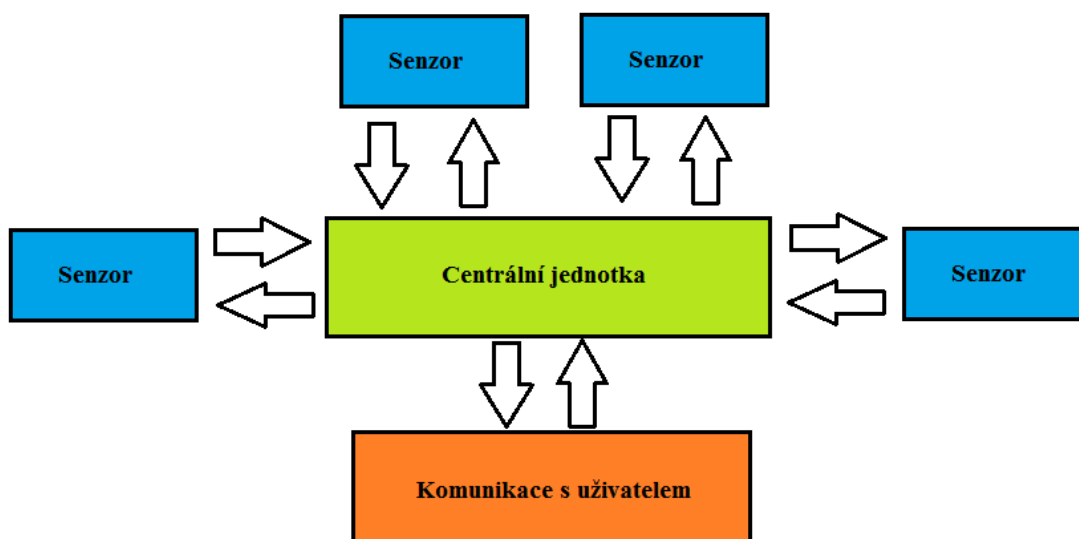 Senzor
Senzor
Senzor
Centrální jednotka
Senzor
Komunikace s uživatelem